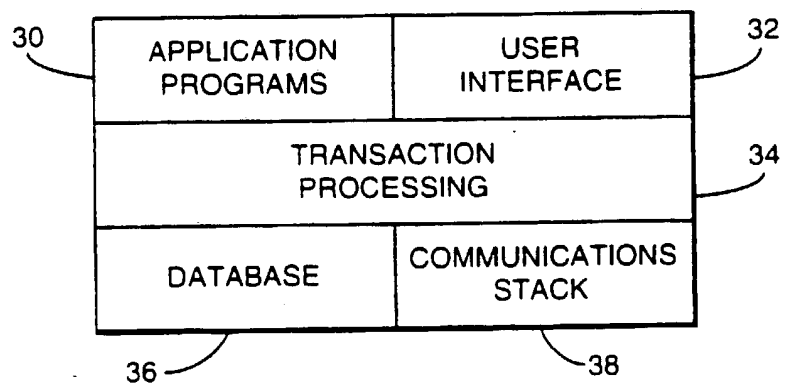 30
APPLICATION
PROGRAMS
USER
INTERFACE
32
TRANSACTION
PROCESSING
34
DATABASE
COMMUNICATIONS
STACK
36
38